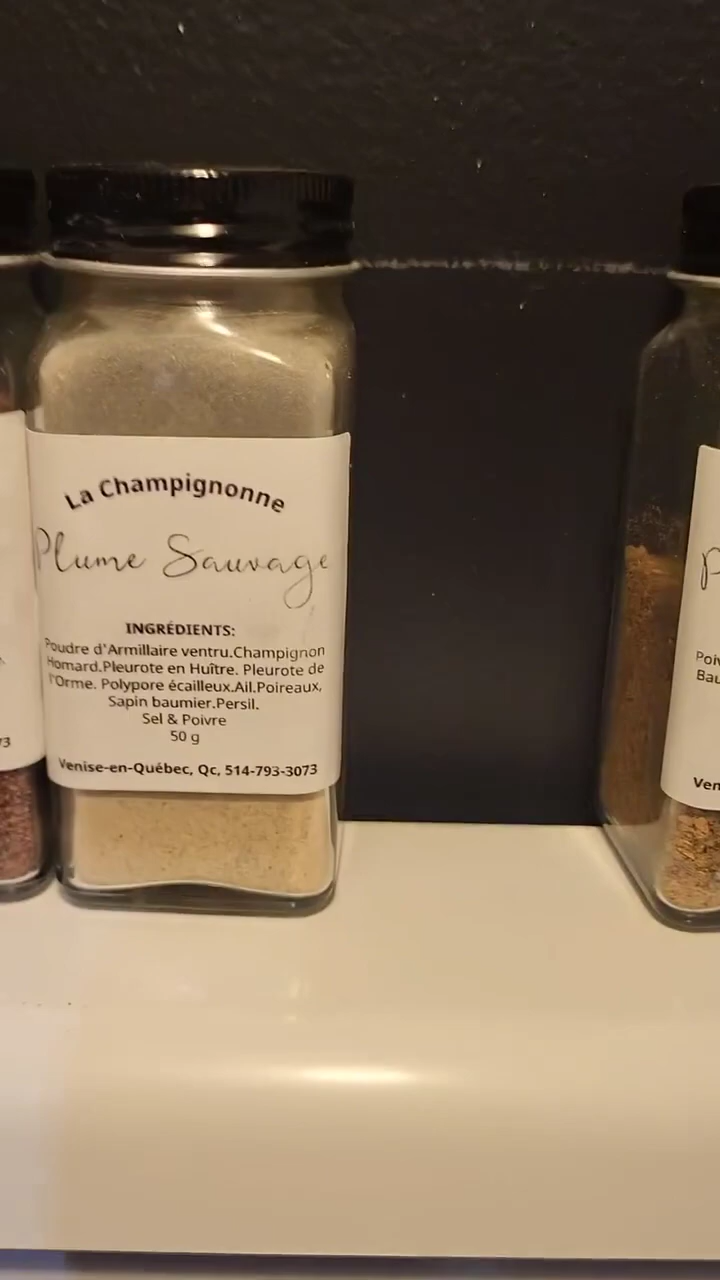 La Champignonne
Plume Sauvage
INGRÉDIENTS:
Poudre d'Armillaire ventru.Champignon
Homard.Pleurote en Huître. Pleurote de
l'Orme. Polypore écailleux.Ail.Poireaux,
Sapin baumier.Persil.
Sel & Poivre
50 g
Venise-en-Québec, Qc, 514-793-3073